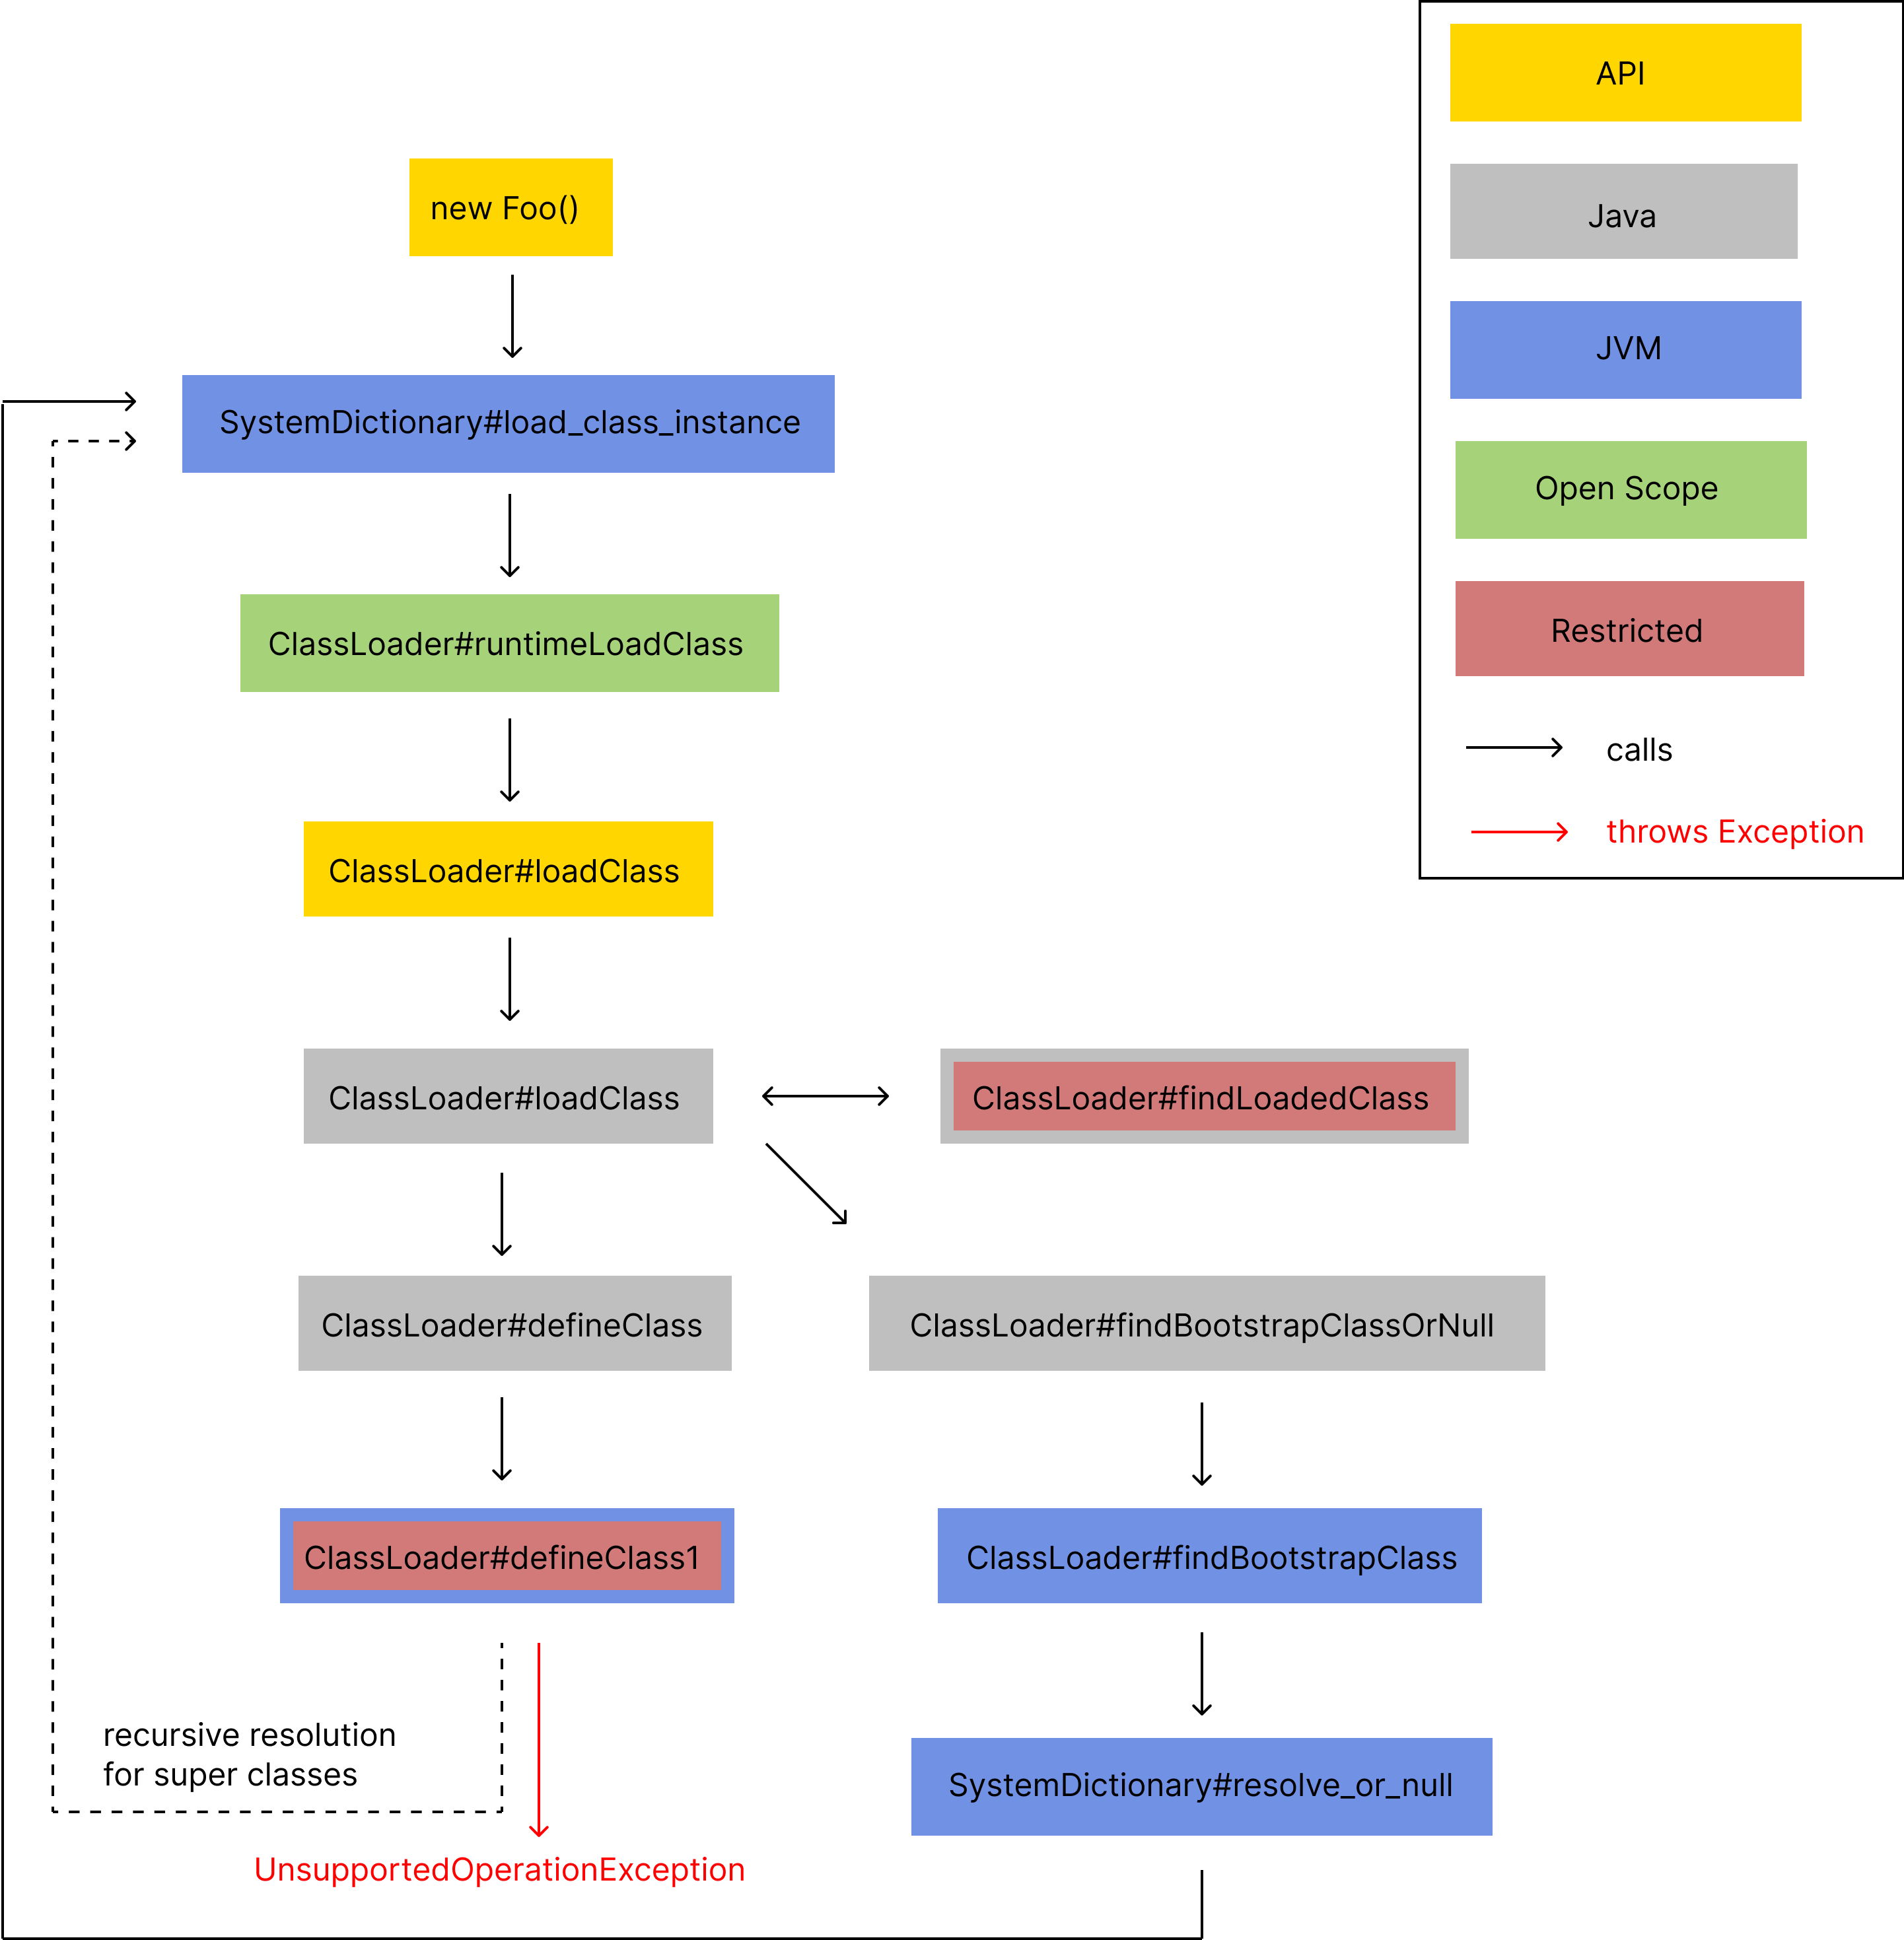 API
Java
JVM
Open Scope
Restricted
calls
throws Exception
new Foo()
SystemDictionary#load_class_instance
ClassLoader#runtimeLoadClass
ClassLoader#loadClass
ClassLoader#loadClass
ClassLoader#findLoadedClass
ClassLoader#defineClass
ClassLoader#findBootstrapClassOrNull
ClassLoader#defineClass1
ClassLoader#findBootstrapClass
recursive resolution
for super classes
SystemDictionary#resolve_or_null
UnsupportedOperationException